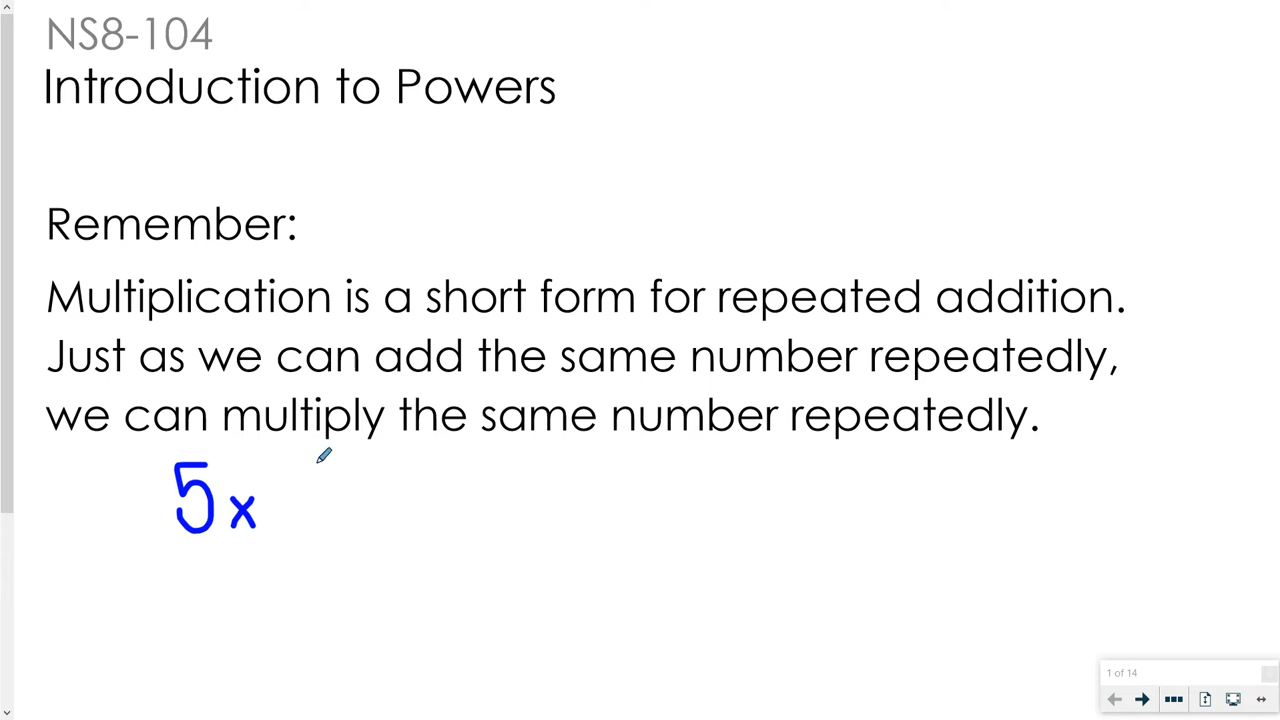 NS8-104
Introduction to Powers
Remember:
Multiplication is a short form for repeated addition.
Just as we can add the same number repeatedly,
we can multiply the same number repeatedly.
5 x
1 of 14